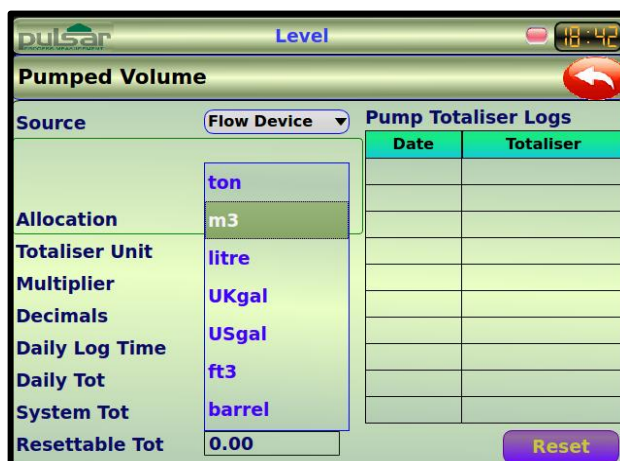 pulsar Level 18:42
PROCESS MEASUREMENT
Pumped Volume
Source Flow Device ▼
Pump Totaliser Logs
Date Totaliser
ton
Allocation m3
Totaliser Unit litre
Multiplier UKgal
Decimals
Daily Log Time USgal
Daily Tot ft3
System Tot barrel
Resettable Tot 0.00
Reset